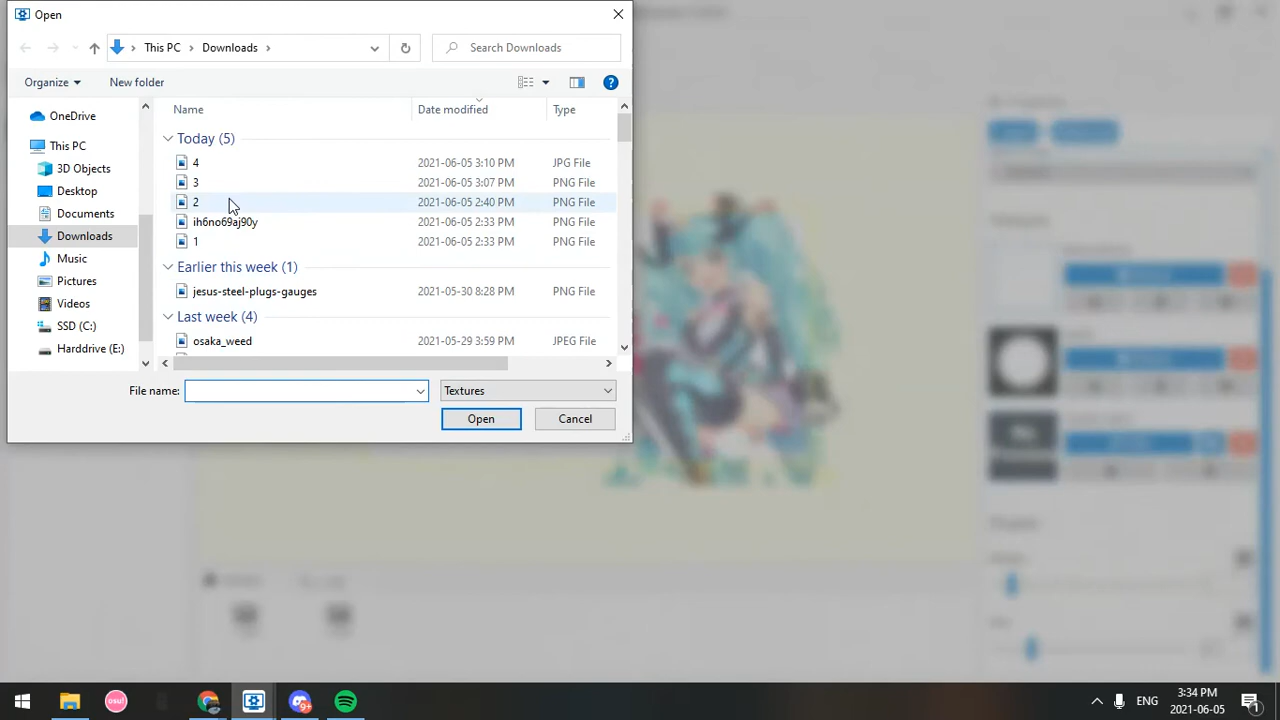 Open
This PC > Downloads >
Search Downloads
Organize
New folder
Name
Date modified
Type
OneDrive
This PC
3D Objects
Desktop
Documents
Downloads
Music
Pictures
Videos
SSD (C:)
Harddrive (E:)
Today (5)
4 2021-06-05 3:10 PM JPG File
3 2021-06-05 3:07 PM PNG File
2 2021-06-05 2:40 PM PNG File
ih6no69aj90y 2021-06-05 2:33 PM PNG File
1 2021-06-05 2:33 PM PNG File
Earlier this week (1)
jesus-steel-plugs-gauges 2021-05-30 8:28 PM PNG File
Last week (4)
osaka_weed 2021-05-29 3:59 PM JPEG File
File name:
Textures
Open
Cancel
osu!
9+
ENG
3:34 PM
2021-06-05
1